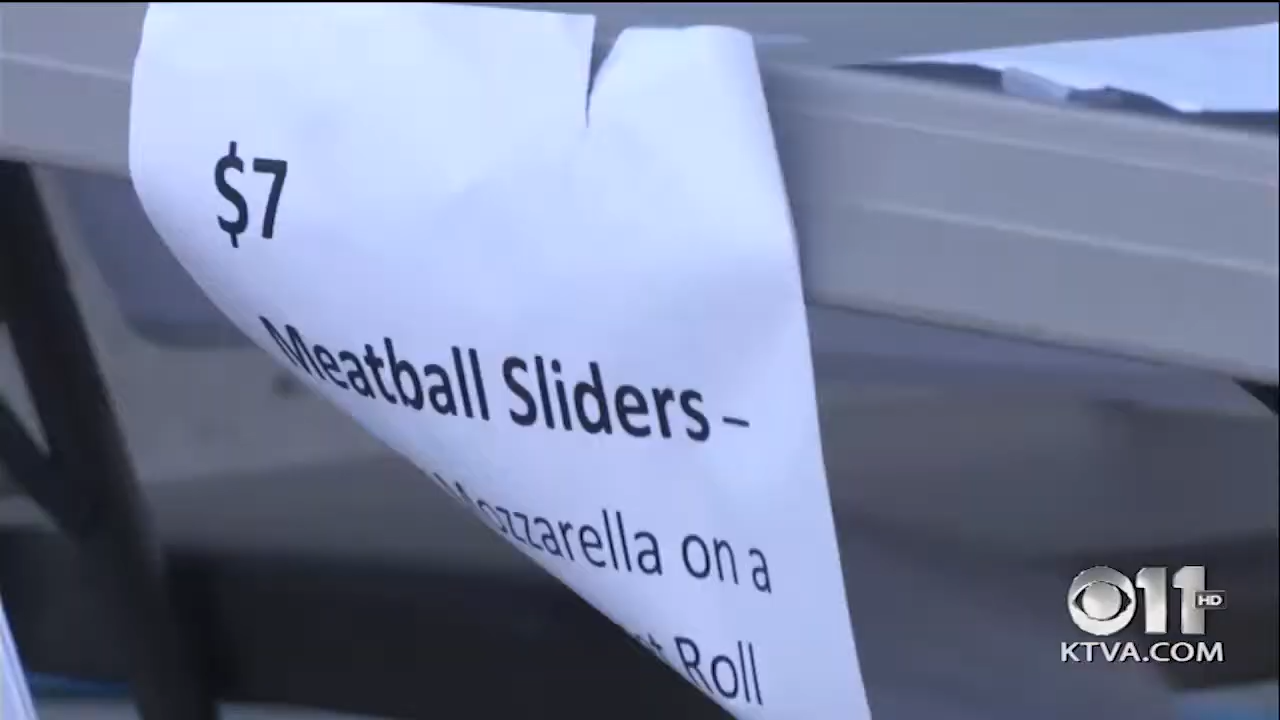 $7
Meatball Sliders –
Mozzarella on a
Roll
11 HD
KTVA.COM